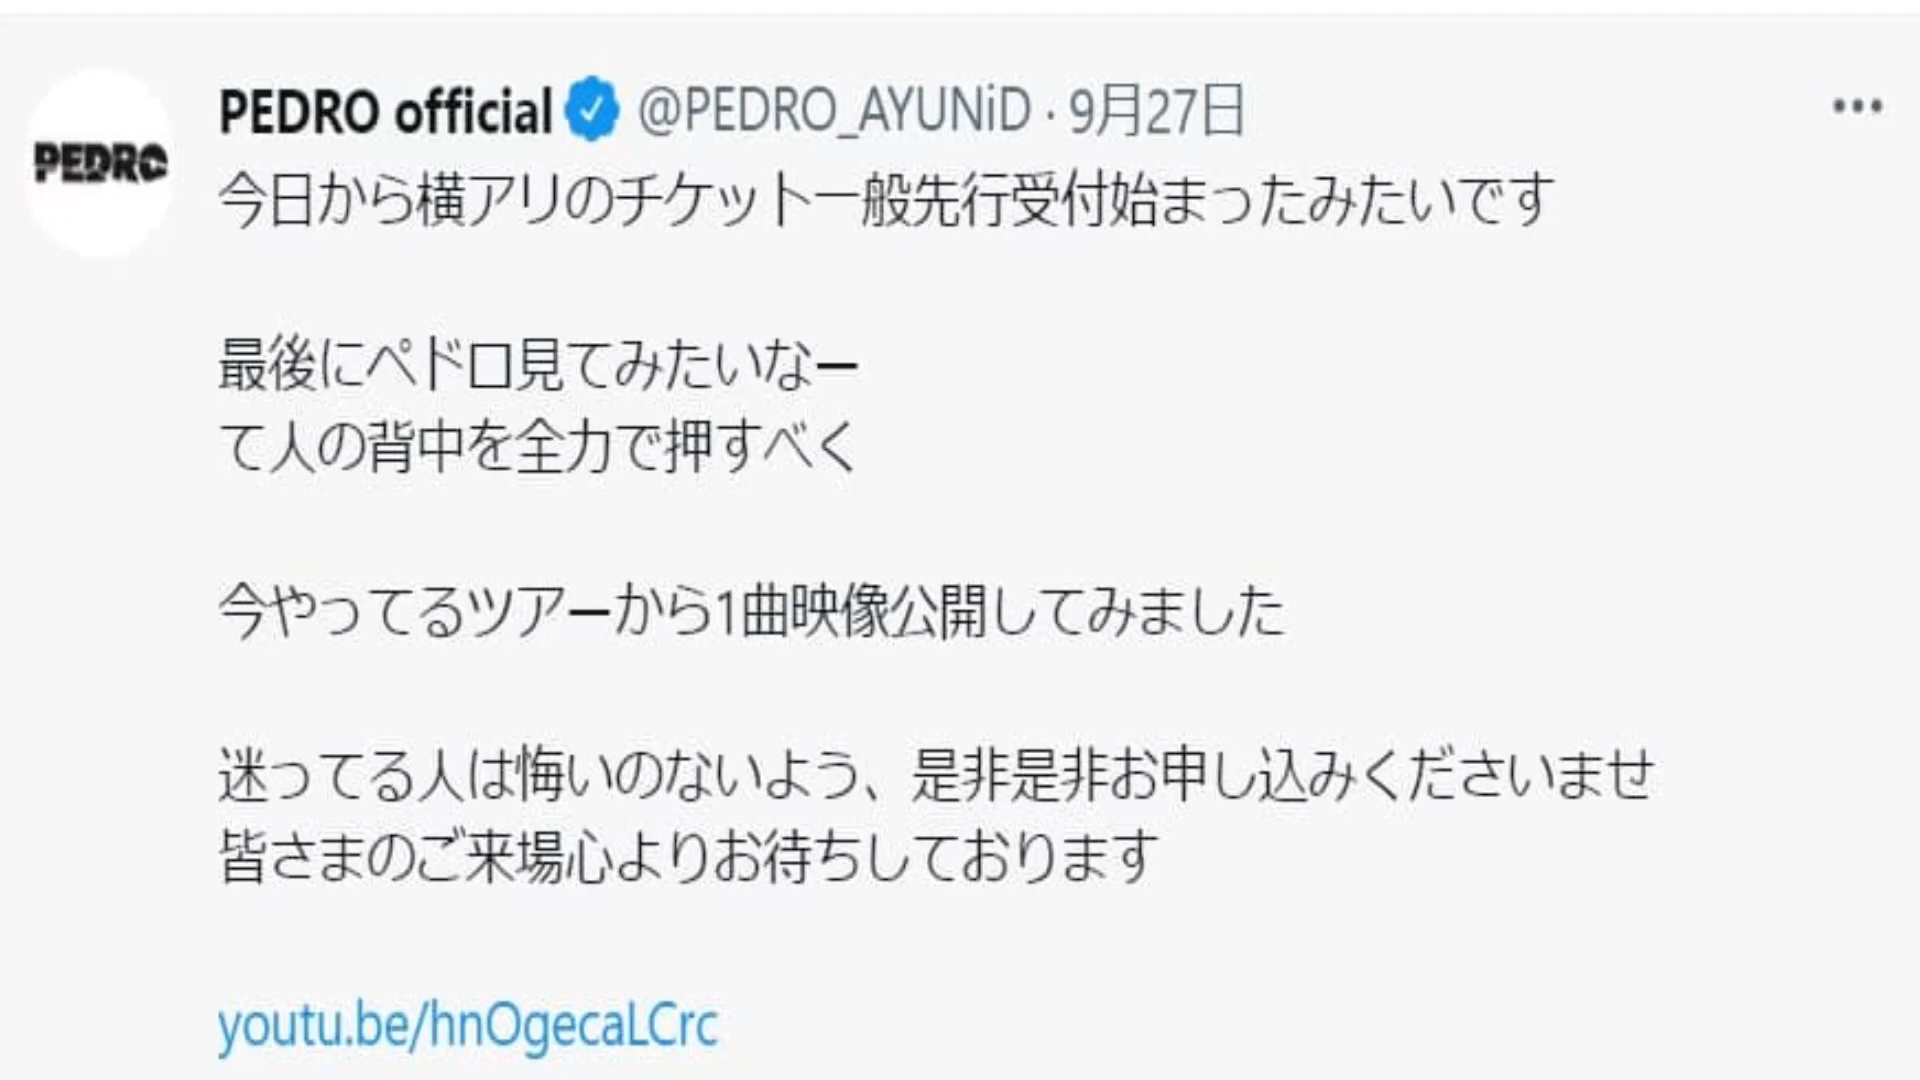 PEDRO
PEDRO official @PEDRO_AYUNiD · 9月27日
今日から横アリのチケット一般先行受付始まったみたいです
最後にペドロ見てみたいなー
て人の背中を全力で押すべく
今やってるツアーから1曲映像公開してみました
迷ってる人は悔いのないよう、是非是非お申し込みくださいませ
皆さまのご来場心よりお待ちしております
youtu.be/hnOgecaLCrc